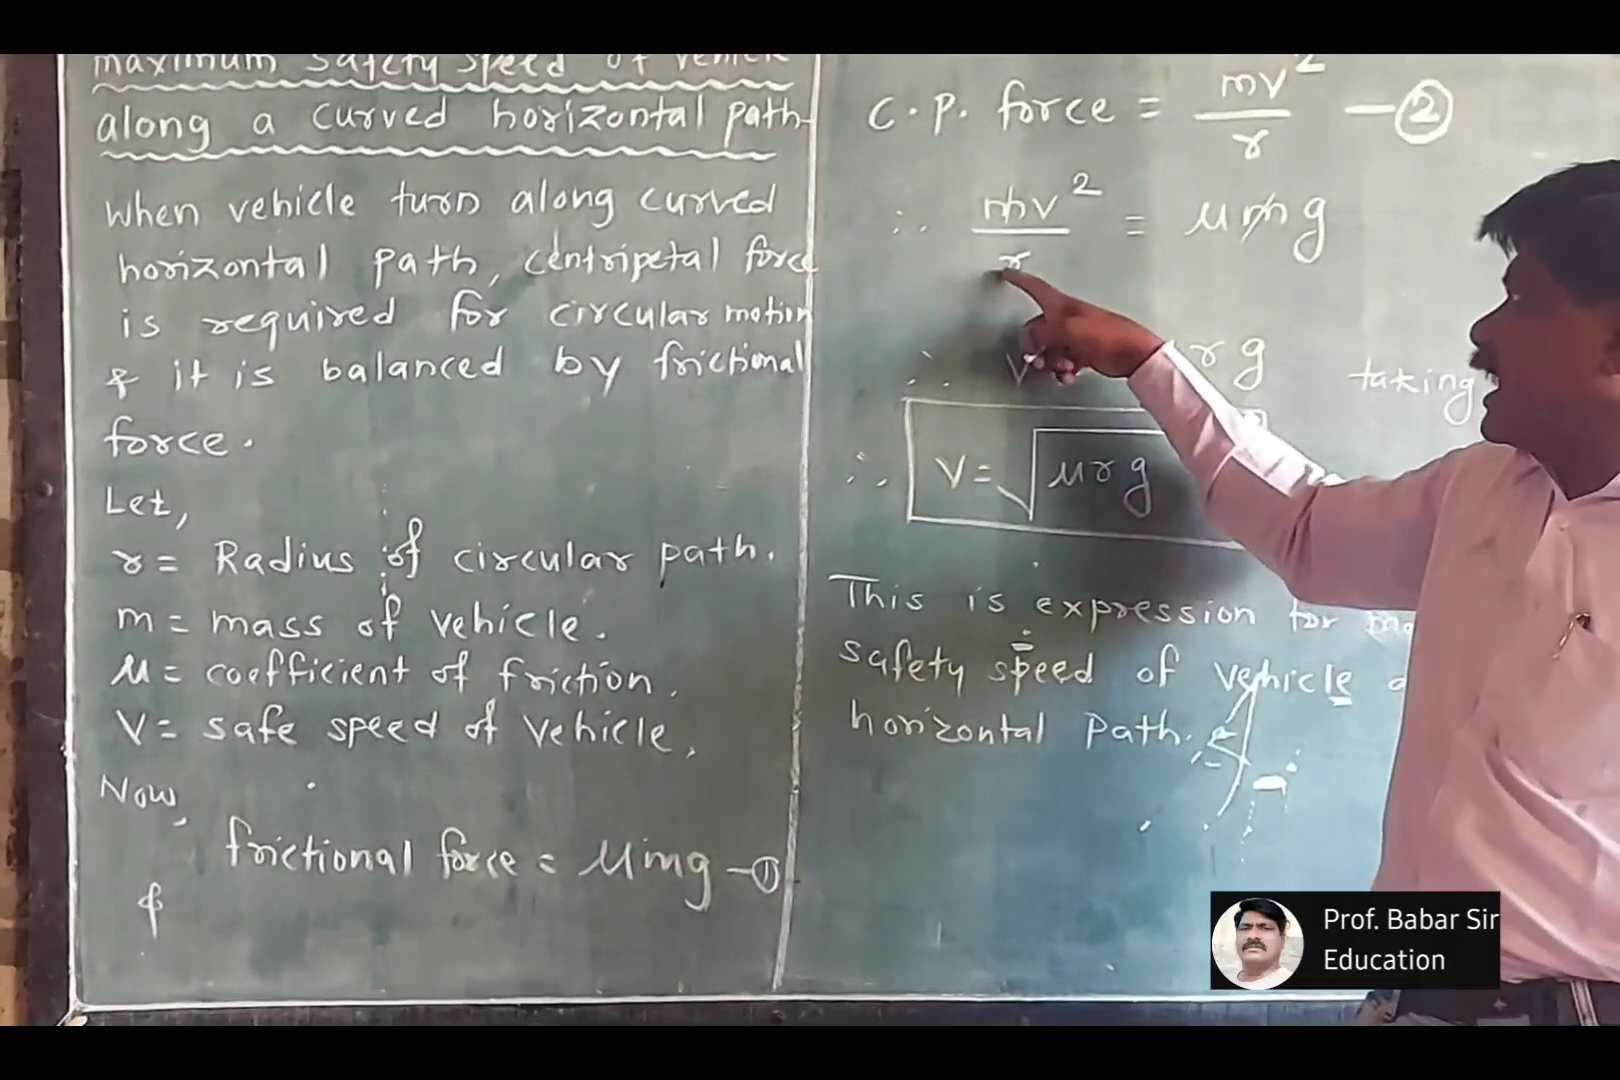 maximum safety speed of vehicle
along a curved horizontal path-
When vehicle turn along curved
horizontal path, centripetal force
is required for circular motion
& it is balanced by frictional
force.
Let,
r = Radius of circular path.
m = mass of vehicle.
μ = coefficient of friction.
V = safe speed of vehicle.
Now,
frictional force = μmg —①
&
C.P. force = mv²/r —②
∴ mv²/r = μmg
∴ v rg taking
∴ V = √μrg
This is expression for
safety speed of vehicle
horizontal path.
Prof. Babar Sir
Education